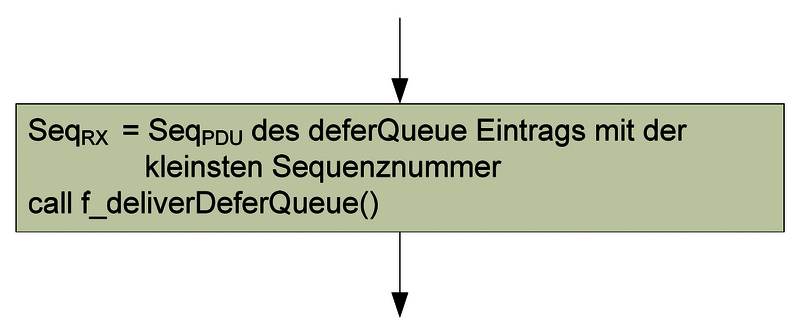 SeqRX = SeqPDU des deferQueue Eintrags mit der
kleinsten Sequenznummer
call f_deliverDeferQueue()